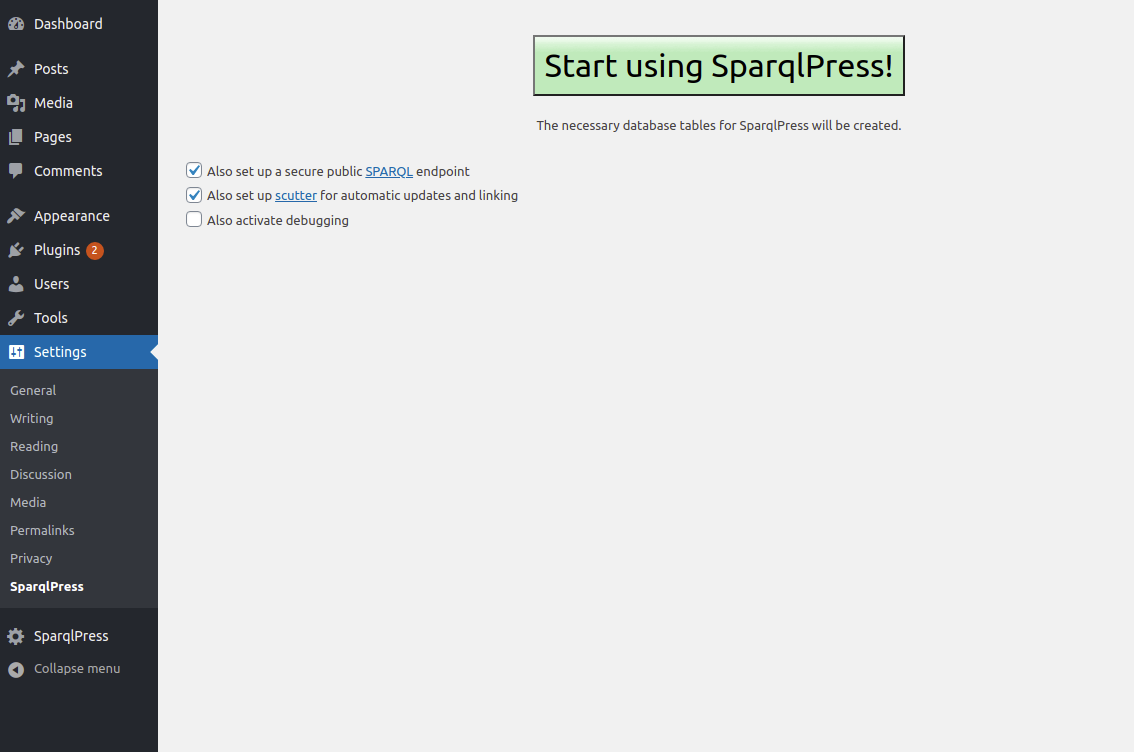 Dashboard
Posts
Media
Pages
Comments
Appearance
Plugins 2
Users
Tools
Settings
General
Writing
Reading
Discussion
Media
Permalinks
Privacy
SparqlPress
SparqlPress
Collapse menu
Start using SparqlPress!
The necessary database tables for SparqlPress will be created.
Also set up a secure public SPARQL endpoint
Also set up scutter for automatic updates and linking
Also activate debugging